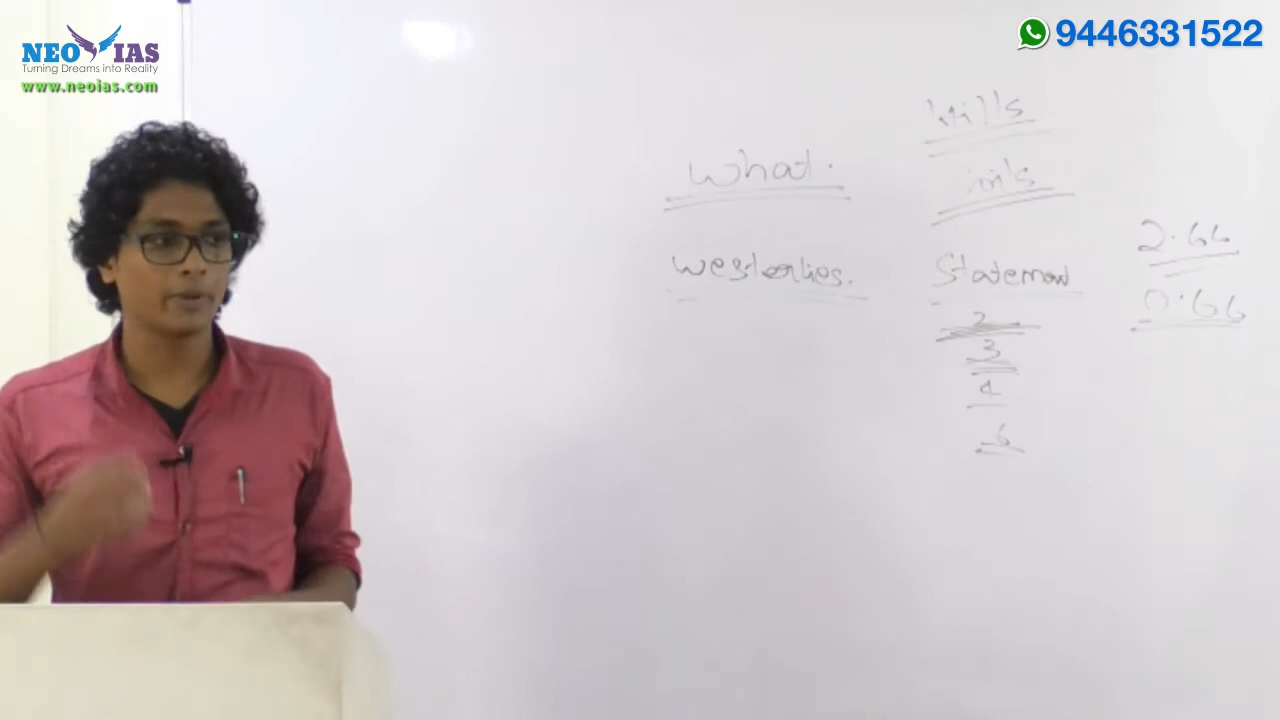 NEO IAS
Turning Dreams into Reality
www.neoias.com
9446331522
What.
Westerlies.
Hills
Statement
2
3
4
6
2.66
0.66